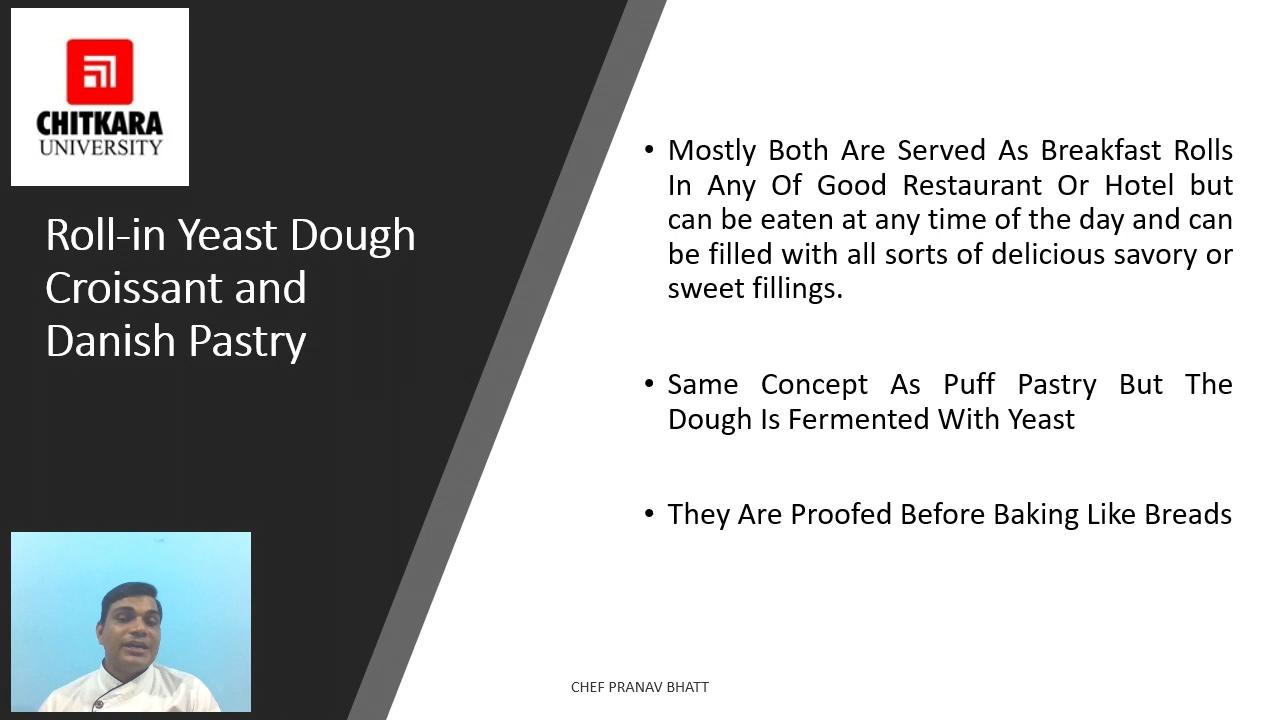 CHITKARA
UNIVERSITY
Roll-in Yeast Dough
Croissant and
Danish Pastry
• Mostly Both Are Served As Breakfast Rolls
In Any Of Good Restaurant Or Hotel but
can be eaten at any time of the day and can
be filled with all sorts of delicious savory or
sweet fillings.
• Same Concept As Puff Pastry But The
Dough Is Fermented With Yeast
• They Are Proofed Before Baking Like Breads
CHEF PRANAV BHATT